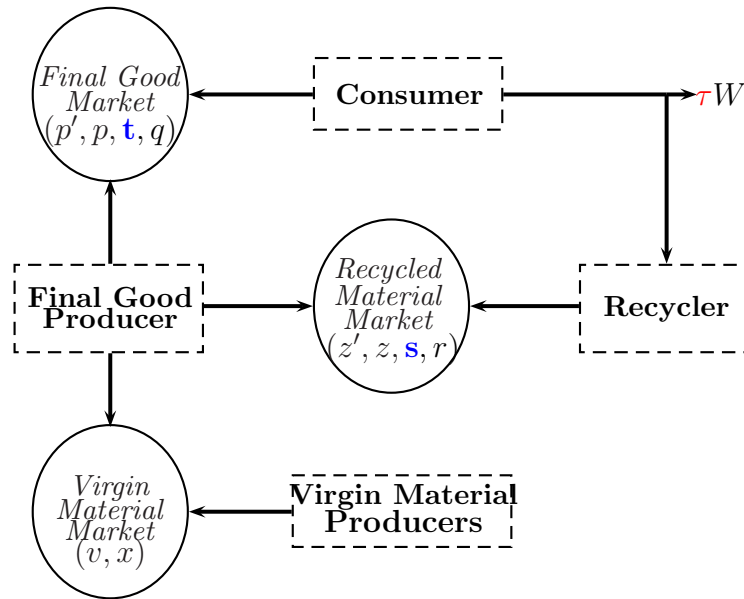 Final Good
Market
(p′, p, t, q)
Consumer
τW
Final Good
Producer
Recycled
Material
Market
(z′, z, s, r)
Recycler
Virgin
Material
Market
(v, x)
Virgin Material
Producers